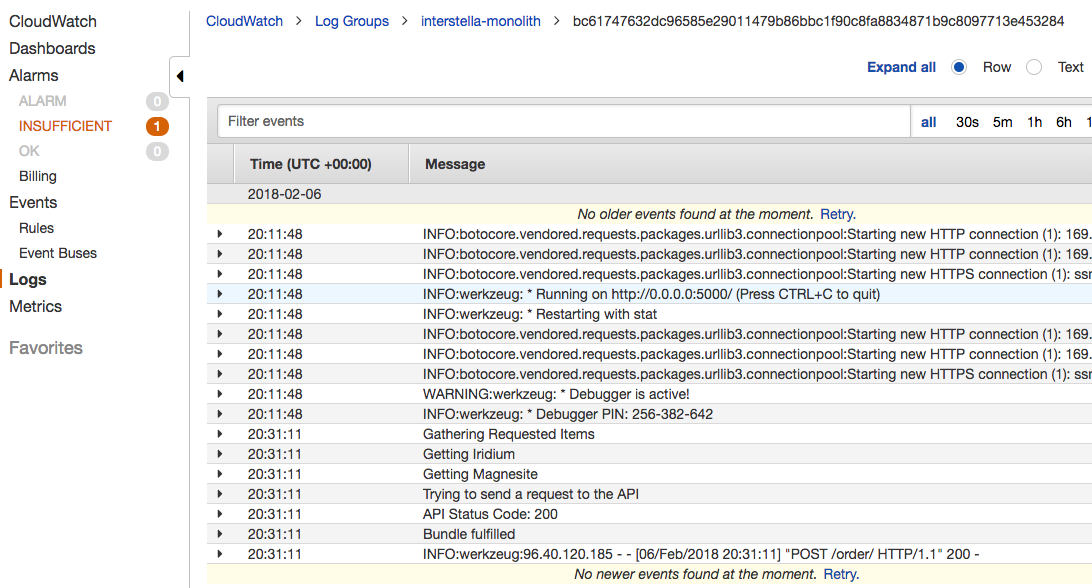 CloudWatch
Dashboards
Alarms
ALARM 0
INSUFFICIENT 1
OK 0
Billing
Events
Rules
Event Buses
Logs
Metrics
Favorites
CloudWatch > Log Groups > interstella-monolith > bc61747632dc96585e29011479b86bbc1f90c8fa8834871b9c8097713e453284
Expand all Row Text
Filter events all 30s 5m 1h 6h 1
Time (UTC +00:00) Message
2018-02-06
No older events found at the moment. Retry.
20:11:48 INFO:botocore.vendored.requests.packages.urllib3.connectionpool:Starting new HTTP connection (1): 169.
20:11:48 INFO:botocore.vendored.requests.packages.urllib3.connectionpool:Starting new HTTP connection (1): 169.
20:11:48 INFO:botocore.vendored.requests.packages.urllib3.connectionpool:Starting new HTTPS connection (1): ssm
20:11:48 INFO:werkzeug: * Running on http://0.0.0.0:5000/ (Press CTRL+C to quit)
20:11:48 INFO:werkzeug: * Restarting with stat
20:11:48 INFO:botocore.vendored.requests.packages.urllib3.connectionpool:Starting new HTTP connection (1): 169.
20:11:48 INFO:botocore.vendored.requests.packages.urllib3.connectionpool:Starting new HTTP connection (1): 169.
20:11:48 INFO:botocore.vendored.requests.packages.urllib3.connectionpool:Starting new HTTPS connection (1): ssm
20:11:48 WARNING:werkzeug: * Debugger is active!
20:11:48 INFO:werkzeug: * Debugger PIN: 256-382-642
20:31:11 Gathering Requested Items
20:31:11 Getting Iridium
20:31:11 Getting Magnesite
20:31:11 Trying to send a request to the API
20:31:11 API Status Code: 200
20:31:11 Bundle fulfilled
20:31:11 INFO:werkzeug:96.40.120.185 - - [06/Feb/2018 20:31:11] "POST /order/ HTTP/1.1" 200 -
No newer events found at the moment. Retry.